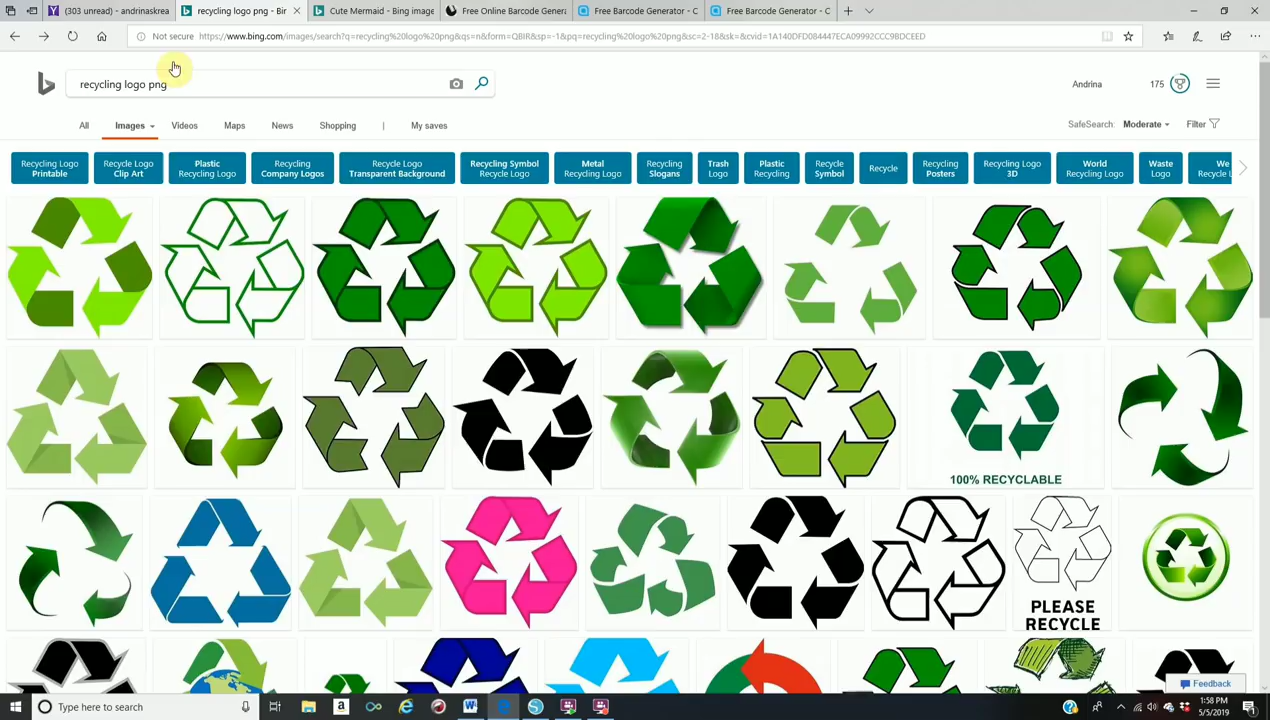 (303 unread) - andrinaskrea
recycling logo png - Bin
Cute Mermaid - Bing image
Free Online Barcode Genera
Free Barcode Generator - C
Free Barcode Generator - C
Not secure
https://www.bing.com/images/search?q=recycling%20logo%20png&qs=n&form=QBIR&sp=-1&pq=recycling%20logo%20png&sc=2-18&sk=&cvid=1A140DFD084447ECA09992CCC9BDCEED
recycling logo png
Andrina
175
All
Images
Videos
Maps
News
Shopping
|
My saves
SafeSearch:
Moderate
Filter
Recycling Logo
Printable
Recycle Logo
Clip Art
Plastic
Recycling Logo
Recycling
Company Logos
Recycle Logo
Transparent Background
Recycling Symbol
Recycle Logo
Metal
Recycling Logo
Recycling
Slogans
Trash
Logo
Plastic
Recycling
Recycle
Symbol
Recycle
Recycling
Posters
Recycling Logo
3D
World
Recycling Logo
Waste
Logo
We
Recycle L
100% RECYCLABLE
PLEASE
RECYCLE
Feedback
Type here to search
1:58 PM
5/5/2019